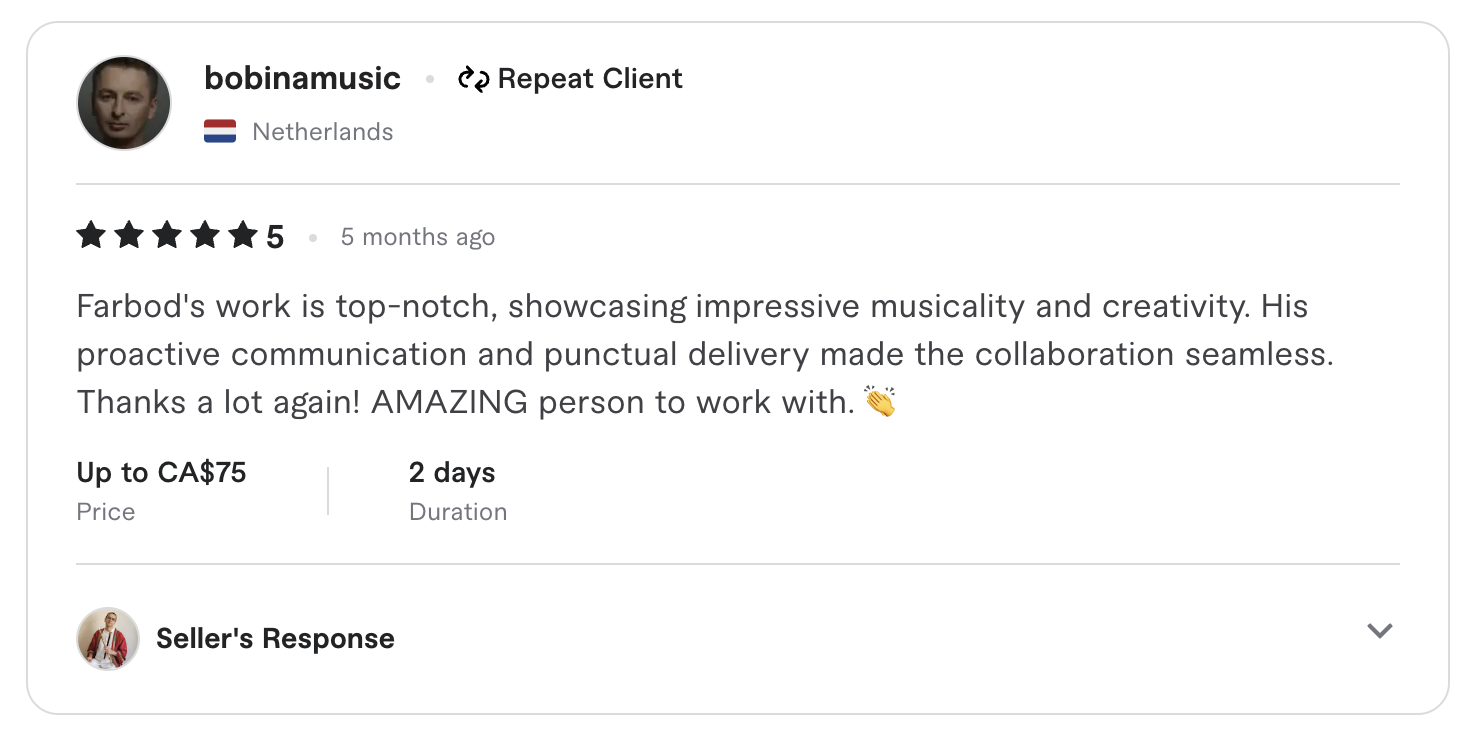 bobinamusic • Repeat Client
Netherlands
★★★★★ 5 • 5 months ago
Farbod's work is top-notch, showcasing impressive musicality and creativity. His
proactive communication and punctual delivery made the collaboration seamless.
Thanks a lot again! AMAZING person to work with. 👏
Up to CA$75 2 days
Price Duration
Seller's Response